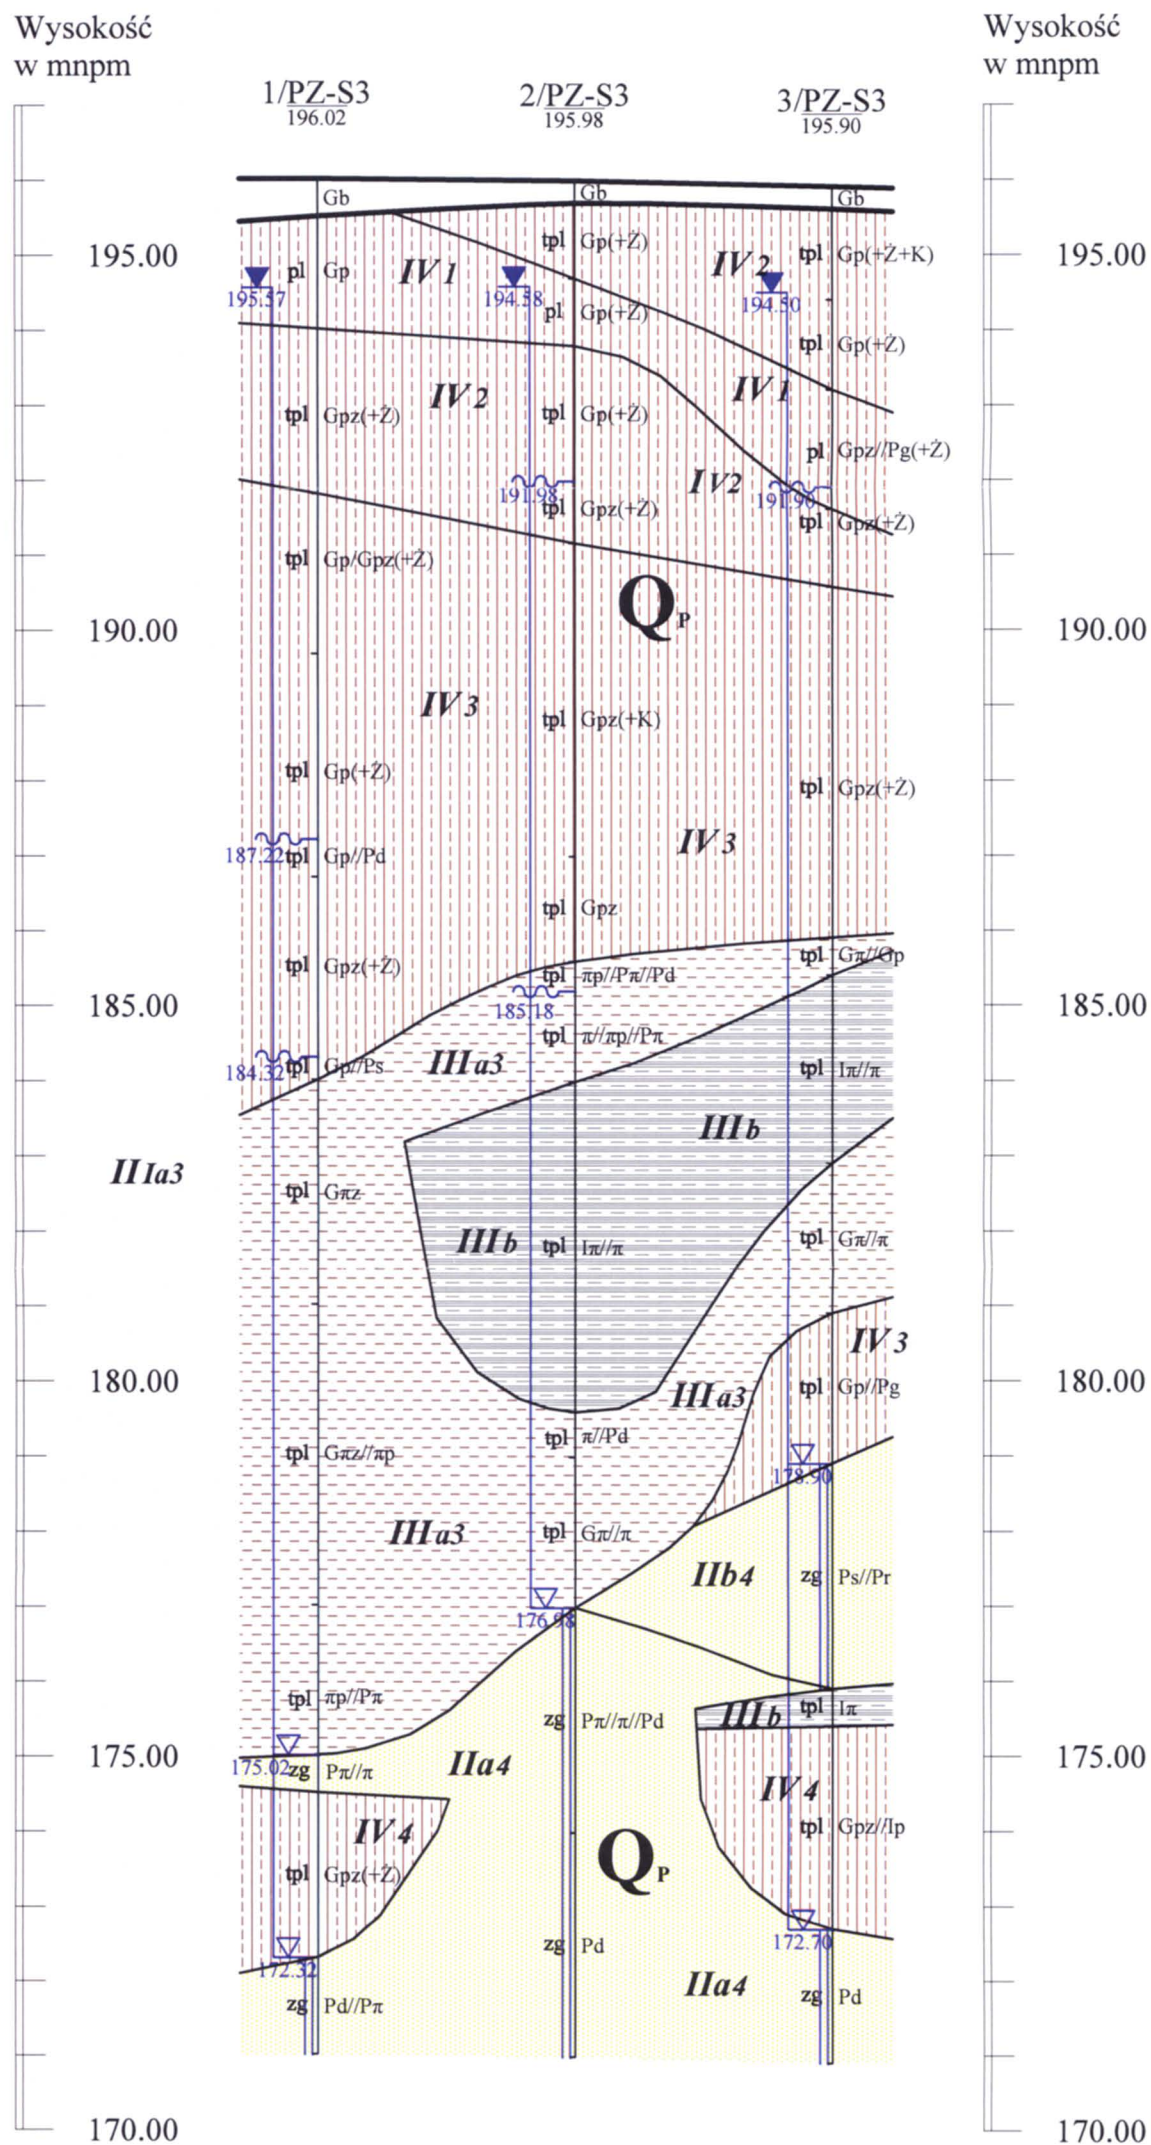 Wysokość
w mnpm
Wysokość
w mnpm
1/PZ-S3
196.02
2/PZ-S3
195.98
3/PZ-S3
195.90
Gb
Gb
Gb
195.00
pl Gp
IV 1
tpl Gp(+Ż)
IV 2
tpl Gp(+Ż+K)
195.00
195.57
194.58
194.50
pl Gp(+Ż)
tpl Gp(+Ż)
IV 2
IV 1
tpl Gpz(+Ż)
tpl Gp(+Ż)
pl Gpz//Pg(+Ż)
IV2
191.98
191.90
tpl Gpz(+Ż)
tpl Gpz(+Ż)
tpl Gp/Gpz(+Ż)
QP
190.00
190.00
IV 3
tpl Gpz(+K)
tpl Gp(+Ż)
tpl Gpz(+Ż)
IV 3
187.22
tpl Gp//Pd
tpl Gpz
tpl Gpz(+Ż)
tpl πp//Pπ//Pd
tpl Gπ//Gp
185.00
185.18
185.00
tpl π//πp//Pπ
184.32
tpl Gp//Ps
IIIa3
tpl Iπ//π
IIIb
IIIa3
tpl Gπz
IIIb
tpl Iπ//π
tpl Gπ//π
IV 3
180.00
IIIa3
tpl Gp//Pg
180.00
tpl Gπz//πp
tpl π//Pd
178.90
IIIa3
tpl Gπ//π
IIb4
zg Ps//Pr
176.98
tpl πp//Pπ
zg Pπ//π//Pd
IIIb
tpl Iπ
175.00
175.02
zg Pπ//π
IIa4
175.00
IV 4
IV 4
tpl Gpz//Ip
tpl Gpz(+Ż)
QP
172.32
zg Pd
172.70
IIa4
zg Pd//Pπ
zg Pd
170.00
170.00